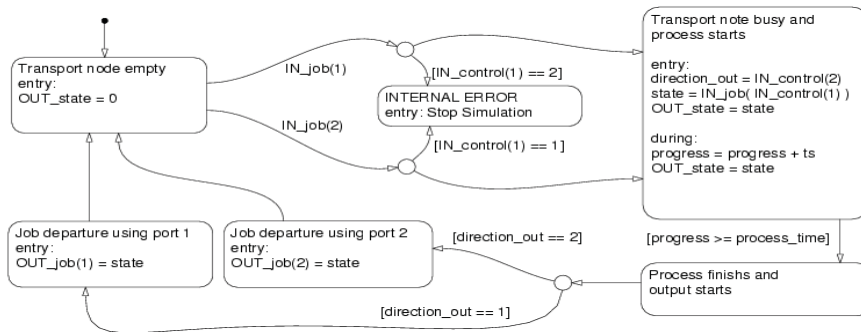 Transport node empty
entry:
OUT_state = 0
IN_job(1)
IN_job(2)
[IN_control(1) == 2]
INTERNAL ERROR
entry: Stop Simulation
[IN_control(1) == 1]
Transport note busy and
process starts
entry:
direction_out = IN_control(2)
state = IN_job( IN_control(1) )
OUT_state = state
during:
progress = progress + ts
OUT_state = state
Job departure using port 1
entry:
OUT_job(1) = state
Job departure using port 2
entry:
OUT_job(2) = state
[direction_out == 2]
[direction_out == 1]
[progress >= process_time]
Process finishs and
output starts